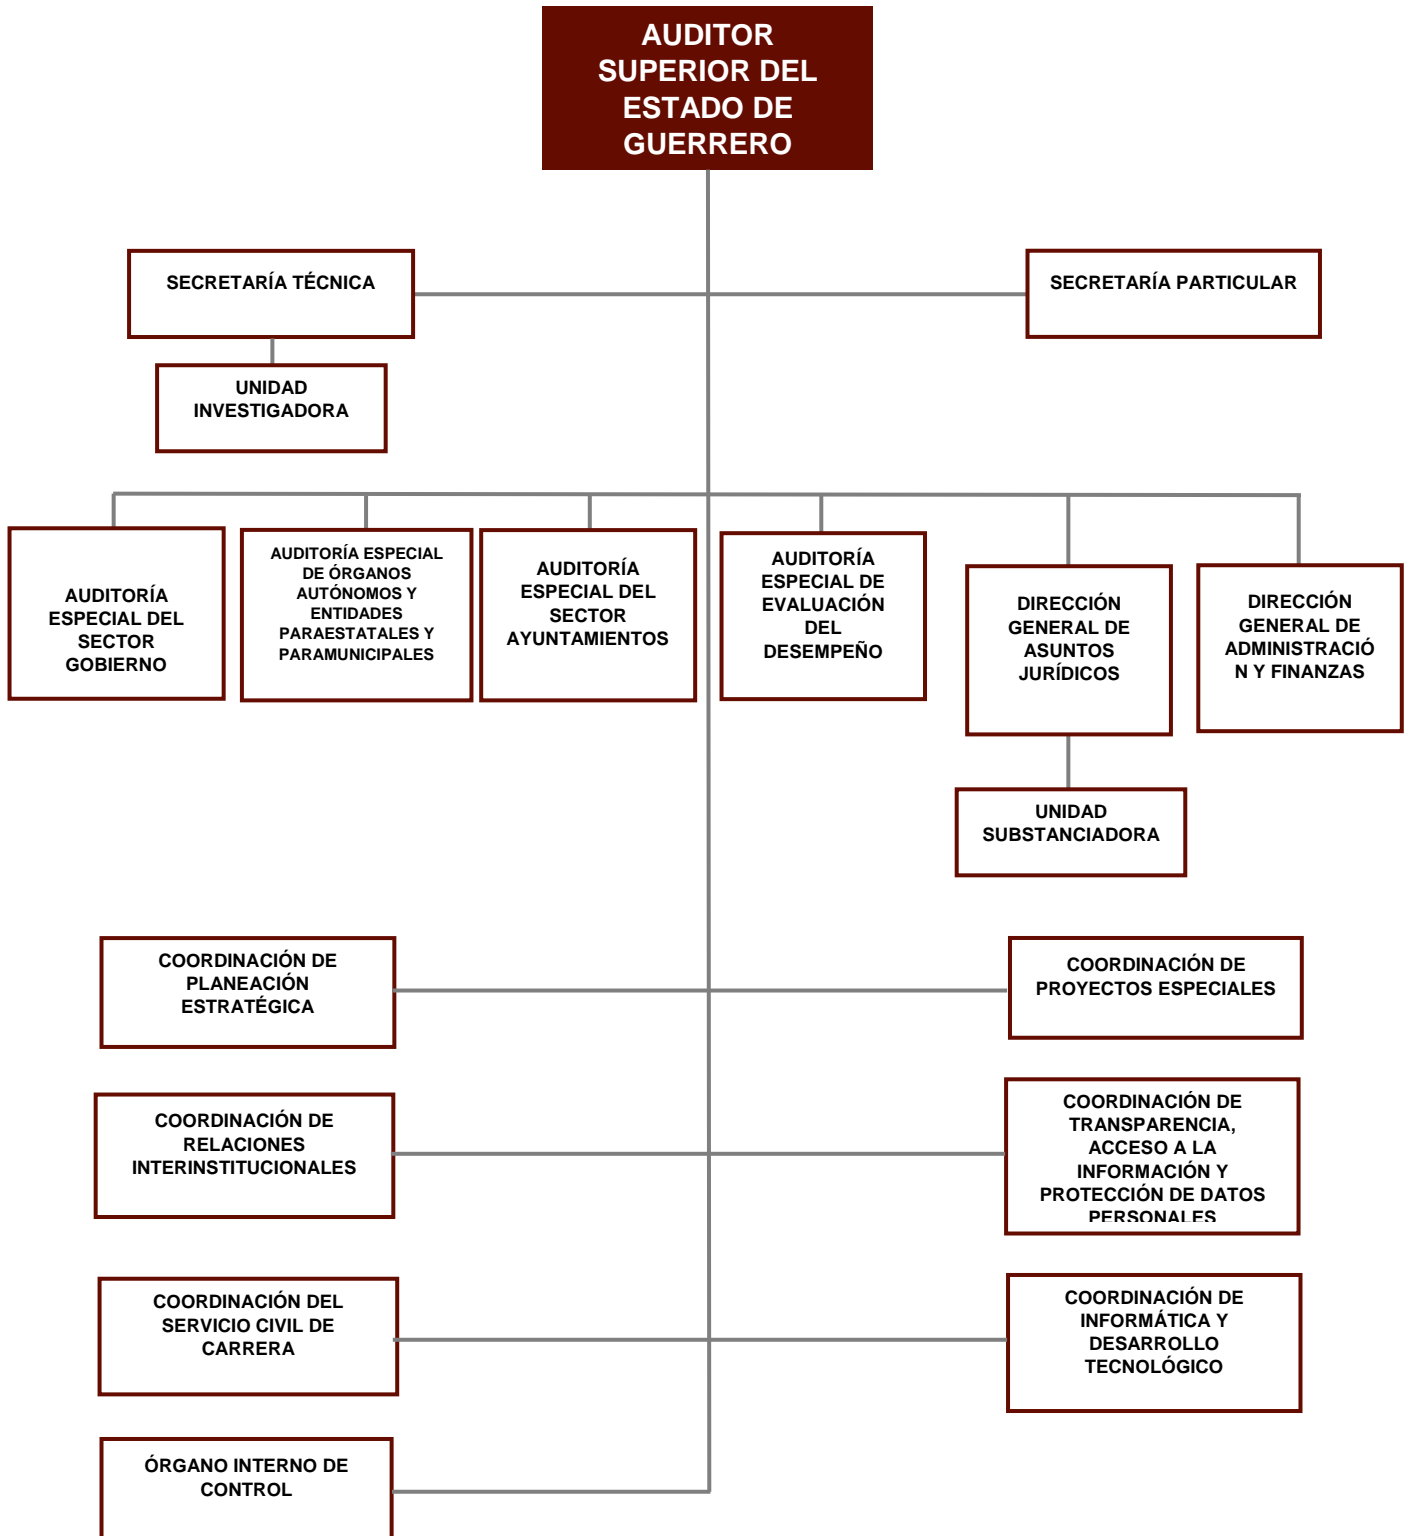 AUDITOR
SUPERIOR DEL
ESTADO DE
GUERRERO
SECRETARÍA TÉCNICA
SECRETARÍA PARTICULAR
UNIDAD
INVESTIGADORA
AUDITORÍA
ESPECIAL DEL
SECTOR
GOBIERNO
AUDITORÍA ESPECIAL
DE ÓRGANOS
AUTÓNOMOS Y
ENTIDADES
PARAESTATALES Y
PARAMUNICIPALES
AUDITORÍA
ESPECIAL DEL
SECTOR
AYUNTAMIENTOS
AUDITORÍA
ESPECIAL DE
EVALUACIÓN
DEL
DESEMPEÑO
DIRECCIÓN
GENERAL DE
ASUNTOS
JURÍDICOS
DIRECCIÓN
GENERAL DE
ADMINISTRACIÓ
N Y FINANZAS
UNIDAD
SUBSTANCIADORA
COORDINACIÓN DE
PLANEACIÓN
ESTRATÉGICA
COORDINACIÓN DE
PROYECTOS ESPECIALES
COORDINACIÓN DE
RELACIONES
INTERINSTITUCIONALES
COORDINACIÓN DE
TRANSPARENCIA,
ACCESO A LA
INFORMACIÓN Y
PROTECCIÓN DE DATOS
PERSONALES
COORDINACIÓN DEL
SERVICIO CIVIL DE
CARRERA
COORDINACIÓN DE
INFORMÁTICA Y
DESARROLLO
TECNOLÓGICO
ÓRGANO INTERNO DE
CONTROL